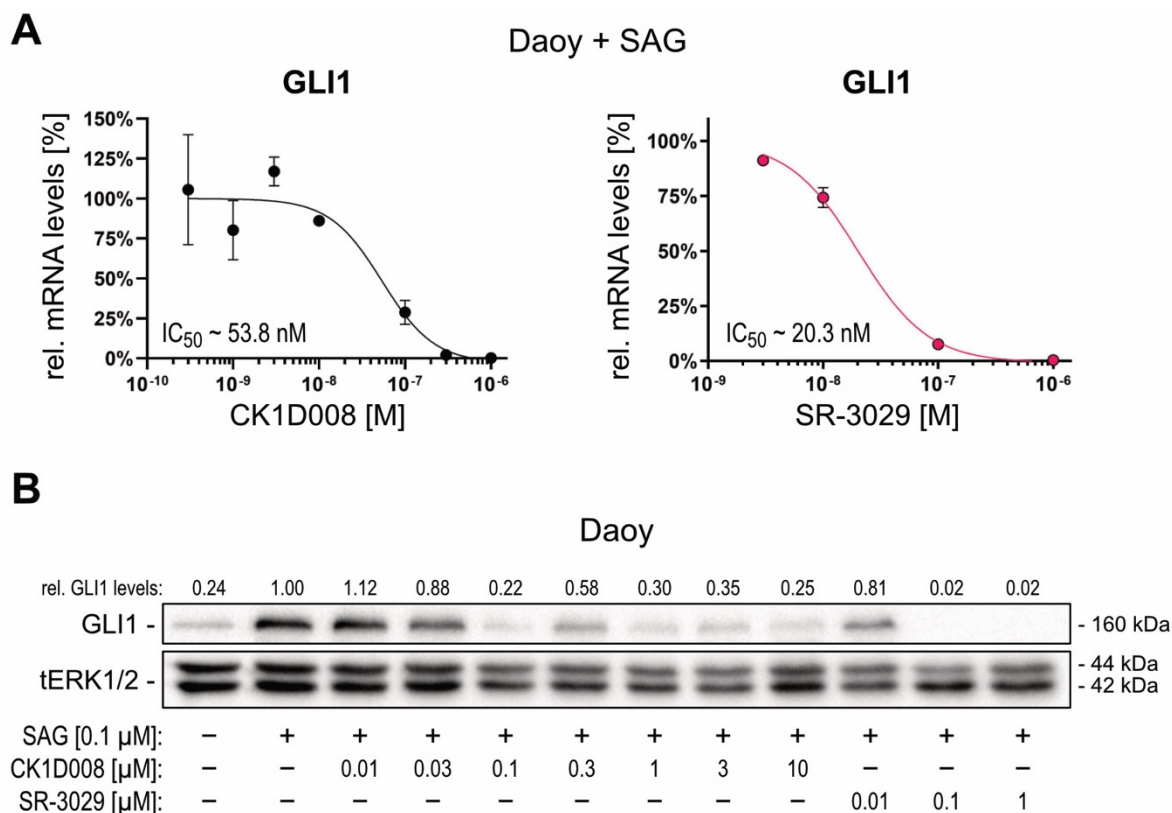 A
Daoy + SAG
GLI1
rel. mRNA levels [%]
150%
125%
100%
75%
50%
25%
0%
IC50 ~ 53.8 nM
10-10
10-9
10-8
10-7
10-6
CK1D008 [M]
GLI1
rel. mRNA levels [%]
100%
75%
50%
25%
0%
IC50 ~ 20.3 nM
10-9
10-8
10-7
10-6
SR-3029 [M]
B
Daoy
rel. GLI1 levels: 0.24 1.00 1.12 0.88 0.22 0.58 0.30 0.35 0.25 0.81 0.02 0.02
GLI1 - - 160 kDa
- 44 kDa
tERK1/2 - - 42 kDa
SAG [0.1 µM]: – + + + + + + + + + + +
CK1D008 [µM]: – – 0.01 0.03 0.1 0.3 1 3 10 – – –
SR-3029 [µM]: – – – – – – – – – 0.01 0.1 1